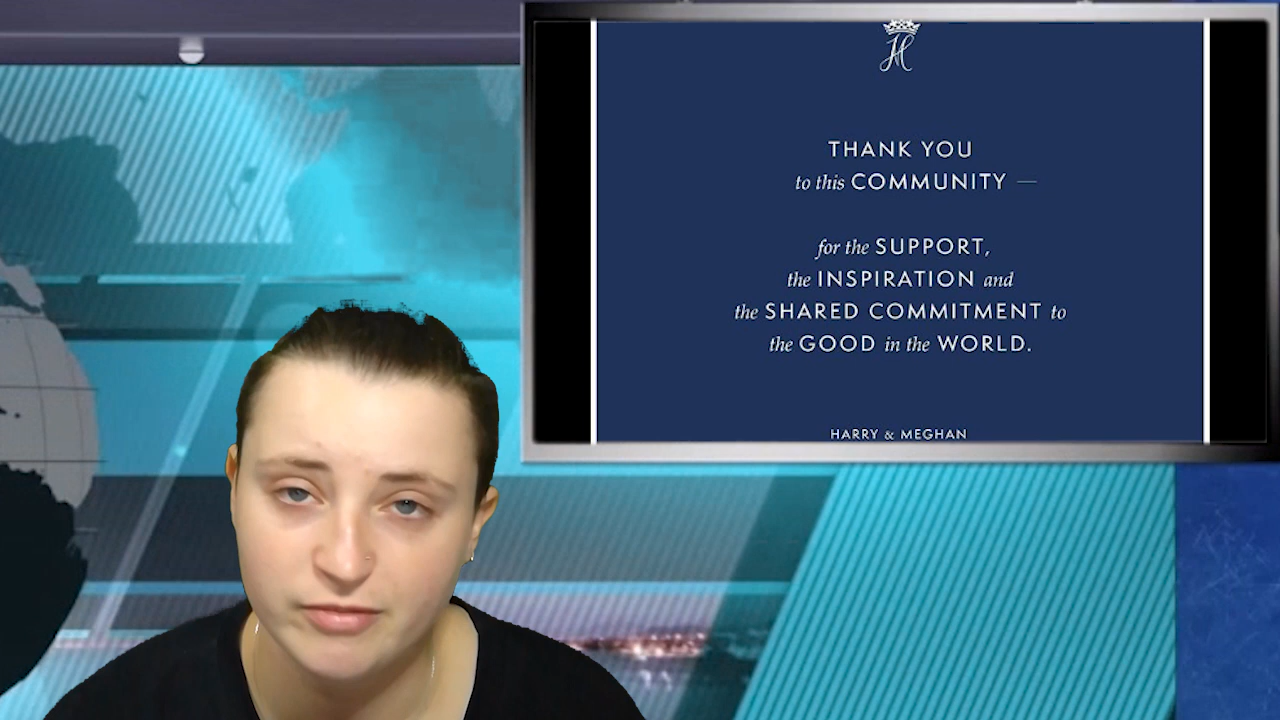 THANK YOU
to this COMMUNITY —
for the SUPPORT,
the INSPIRATION and
the SHARED COMMITMENT to
the GOOD in the WORLD.
HARRY & MEGHAN